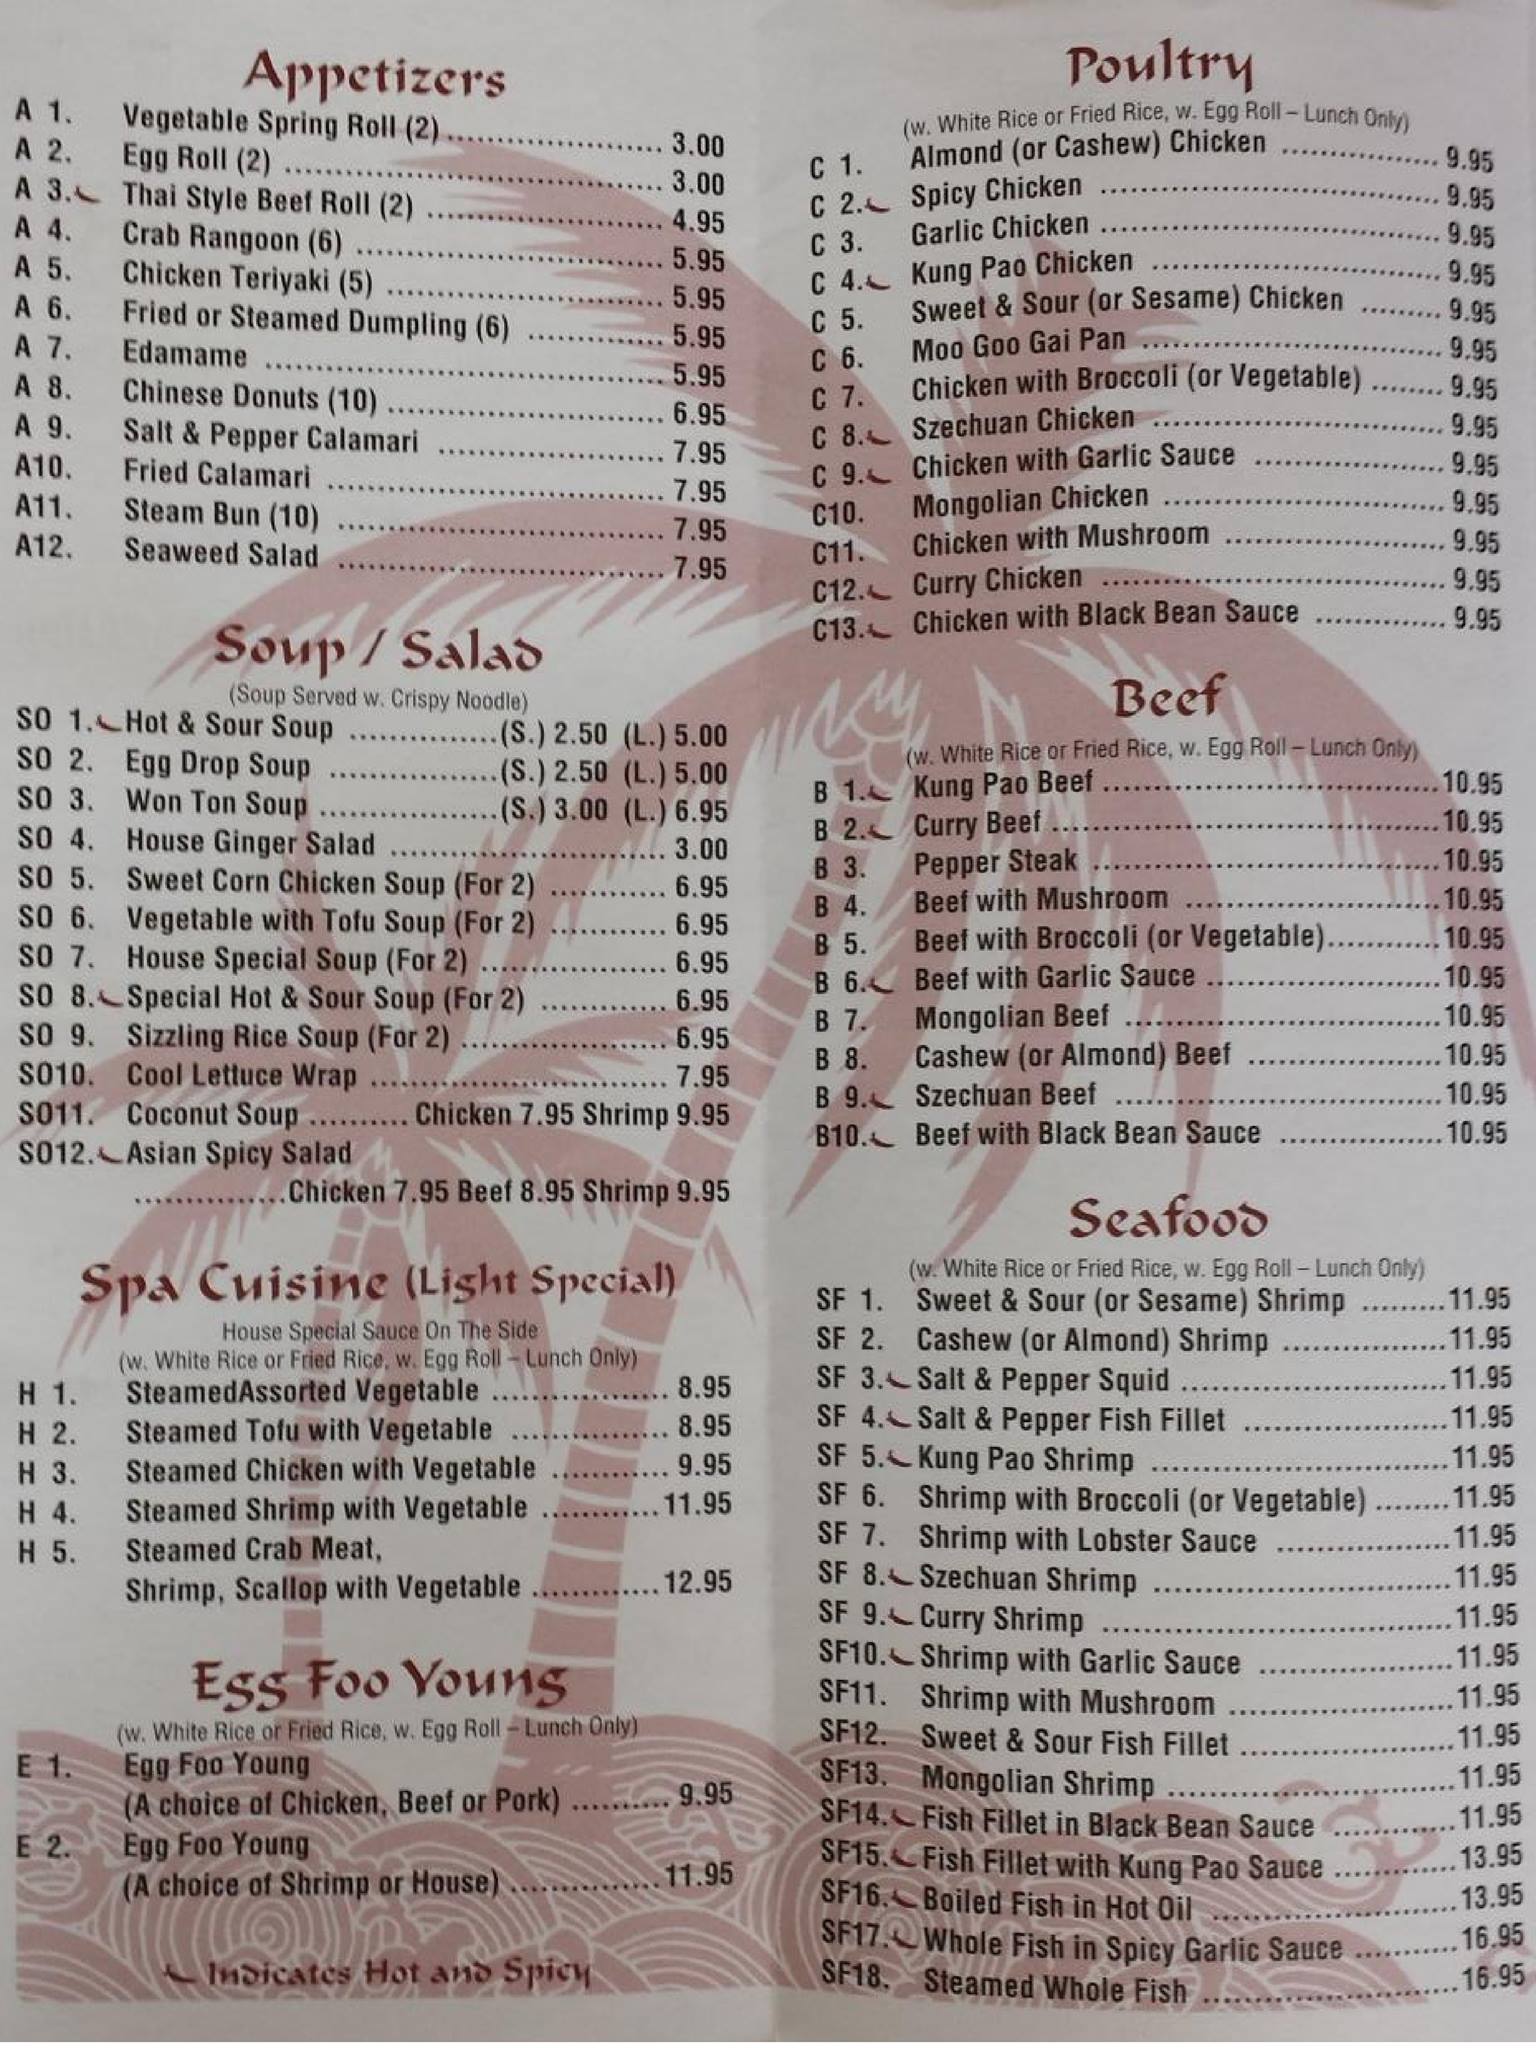 Appetizers
A 1. Vegetable Spring Roll (2) ........................ 3.00
A 2. Egg Roll (2) ........................................ 3.00
A 3. Thai Style Beef Roll (2) ......................... 4.95
A 4. Crab Rangoon (6) ................................. 5.95
A 5. Chicken Teriyaki (5) .............................. 5.95
A 6. Fried or Steamed Dumpling (6) ............... 5.95
A 7. Edamame ........................................... 5.95
A 8. Chinese Donuts (10) .............................. 6.95
A 9. Salt & Pepper Calamari ......................... 7.95
A10. Fried Calamari ..................................... 7.95
A11. Steam Bun (10) .................................... 7.95
A12. Seaweed Salad .................................... 7.95
Soup / Salad
(Soup Served w. Crispy Noodle)
SO 1. Hot & Sour Soup ...............(S.) 2.50 (L.) 5.00
SO 2. Egg Drop Soup .................(S.) 2.50 (L.) 5.00
SO 3. Won Ton Soup ..................(S.) 3.00 (L.) 6.95
SO 4. House Ginger Salad ............................ 3.00
SO 5. Sweet Corn Chicken Soup (For 2) ............ 6.95
SO 6. Vegetable with Tofu Soup (For 2) ............ 6.95
SO 7. House Special Soup (For 2) ................... 6.95
SO 8. Special Hot & Sour Soup (For 2) ............. 6.95
SO 9. Sizzling Rice Soup (For 2) ..................... 6.95
SO10. Cool Lettuce Wrap .............................. 7.95
SO11. Coconut Soup .......... Chicken 7.95 Shrimp 9.95
SO12. Asian Spicy Salad
...............Chicken 7.95 Beef 8.95 Shrimp 9.95
Spa Cuisine (Light Special)
House Special Sauce On The Side
(w. White Rice or Fried Rice, w. Egg Roll – Lunch Only)
H 1. SteamedAssorted Vegetable .................. 8.95
H 2. Steamed Tofu with Vegetable ................ 8.95
H 3. Steamed Chicken with Vegetable ............ 9.95
H 4. Steamed Shrimp with Vegetable ............ 11.95
H 5. Steamed Crab Meat,
Shrimp, Scallop with Vegetable ............ 12.95
Egg Foo Young
(w. White Rice or Fried Rice, w. Egg Roll – Lunch Only)
E 1. Egg Foo Young
(A choice of Chicken, Beef or Pork) .......... 9.95
E 2. Egg Foo Young
(A choice of Shrimp or House) ............... 11.95
Indicates Hot and Spicy
Poultry
(w. White Rice or Fried Rice, w. Egg Roll – Lunch Only)
C 1. Almond (or Cashew) Chicken ................. 9.95
C 2. Spicy Chicken ..................................... 9.95
C 3. Garlic Chicken ..................................... 9.95
C 4. Kung Pao Chicken ............................... 9.95
C 5. Sweet & Sour (or Sesame) Chicken ......... 9.95
C 6. Moo Goo Gai Pan ................................ 9.95
C 7. Chicken with Broccoli (or Vegetable) ........ 9.95
C 8. Szechuan Chicken ............................... 9.95
C 9. Chicken with Garlic Sauce .................... 9.95
C10. Mongolian Chicken .............................. 9.95
C11. Chicken with Mushroom ....................... 9.95
C12. Curry Chicken ..................................... 9.95
C13. Chicken with Black Bean Sauce .............. 9.95
Beef
(w. White Rice or Fried Rice, w. Egg Roll – Lunch Only)
B 1. Kung Pao Beef .................................... 10.95
B 2. Curry Beef ......................................... 10.95
B 3. Pepper Steak ..................................... 10.95
B 4. Beef with Mushroom ........................... 10.95
B 5. Beef with Broccoli (or Vegetable)............ 10.95
B 6. Beef with Garlic Sauce ......................... 10.95
B 7. Mongolian Beef .................................. 10.95
B 8. Cashew (or Almond) Beef .................... 10.95
B 9. Szechuan Beef ................................... 10.95
B10. Beef with Black Bean Sauce ................. 10.95
Seafood
(w. White Rice or Fried Rice, w. Egg Roll – Lunch Only)
SF 1. Sweet & Sour (or Sesame) Shrimp ......... 11.95
SF 2. Cashew (or Almond) Shrimp ................. 11.95
SF 3. Salt & Pepper Squid ........................... 11.95
SF 4. Salt & Pepper Fish Fillet ...................... 11.95
SF 5. Kung Pao Shrimp ............................... 11.95
SF 6. Shrimp with Broccoli (or Vegetable) ........ 11.95
SF 7. Shrimp with Lobster Sauce .................. 11.95
SF 8. Szechuan Shrimp ............................... 11.95
SF 9. Curry Shrimp .................................... 11.95
SF10. Shrimp with Garlic Sauce .................... 11.95
SF11. Shrimp with Mushroom ....................... 11.95
SF12. Sweet & Sour Fish Fillet ...................... 11.95
SF13. Mongolian Shrimp .............................. 11.95
SF14. Fish Fillet in Black Bean Sauce ............. 11.95
SF15. Fish Fillet with Kung Pao Sauce ............ 13.95
SF16. Boiled Fish in Hot Oil .......................... 13.95
SF17. Whole Fish in Spicy Garlic Sauce ........... 16.95
SF18. Steamed Whole Fish ........................... 16.95